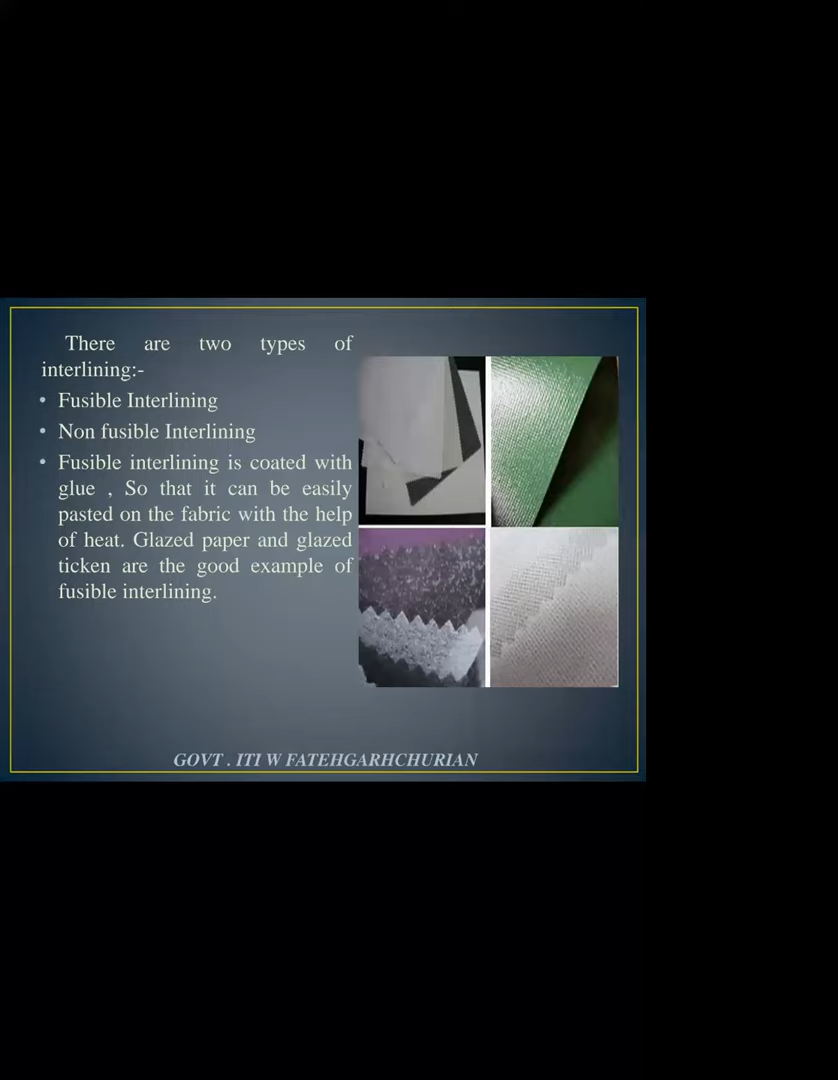 There are two types of
interlining:-
• Fusible Interlining
• Non fusible Interlining
• Fusible interlining is coated with
glue , So that it can be easily
pasted on the fabric with the help
of heat. Glazed paper and glazed
ticken are the good example of
fusible interlining.
GOVT . ITI W FATEHGARHCHURIAN